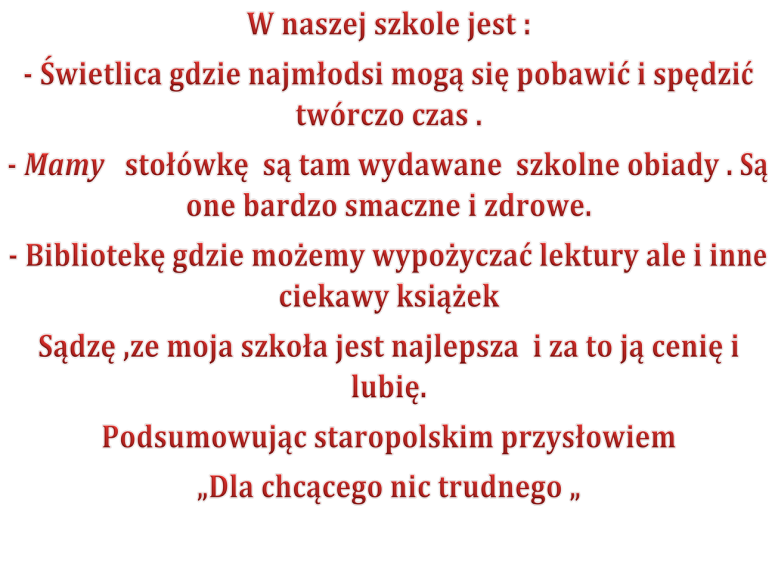 W naszej szkole jest :
- Świetlica gdzie najmłodsi mogą się pobawić i spędzić
twórczo czas .
- Mamy stołówkę są tam wydawane szkolne obiady . Są
one bardzo smaczne i zdrowe.
- Bibliotekę gdzie możemy wypożyczać lektury ale i inne
ciekawy książek
Sądzę ,ze moja szkoła jest najlepsza i za to ją cenię i
lubię.
Podsumowując staropolskim przysłowiem
„Dla chcącego nic trudnego „